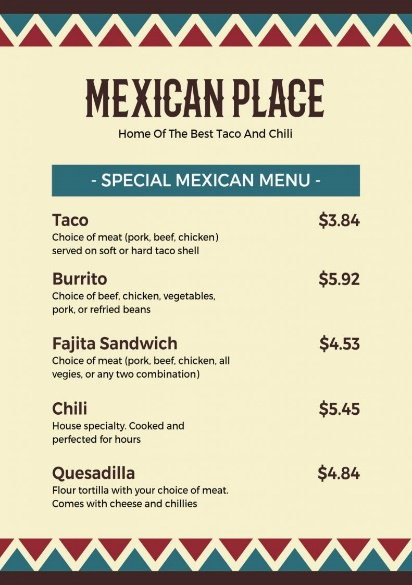 MEXICAN PLACE
Home Of The Best Taco And Chili
- SPECIAL MEXICAN MENU -
Taco $3.84
Choice of meat (pork, beef, chicken)
served on soft or hard taco shell
Burrito $5.92
Choice of beef, chicken, vegetables,
pork, or refried beans
Fajita Sandwich $4.53
Choice of meat (pork, beef, chicken, all
vegies, or any two combination)
Chili $5.45
House specialty. Cooked and
perfected for hours
Quesadilla $4.84
Flour tortilla with your choice of meat.
Comes with cheese and chillies